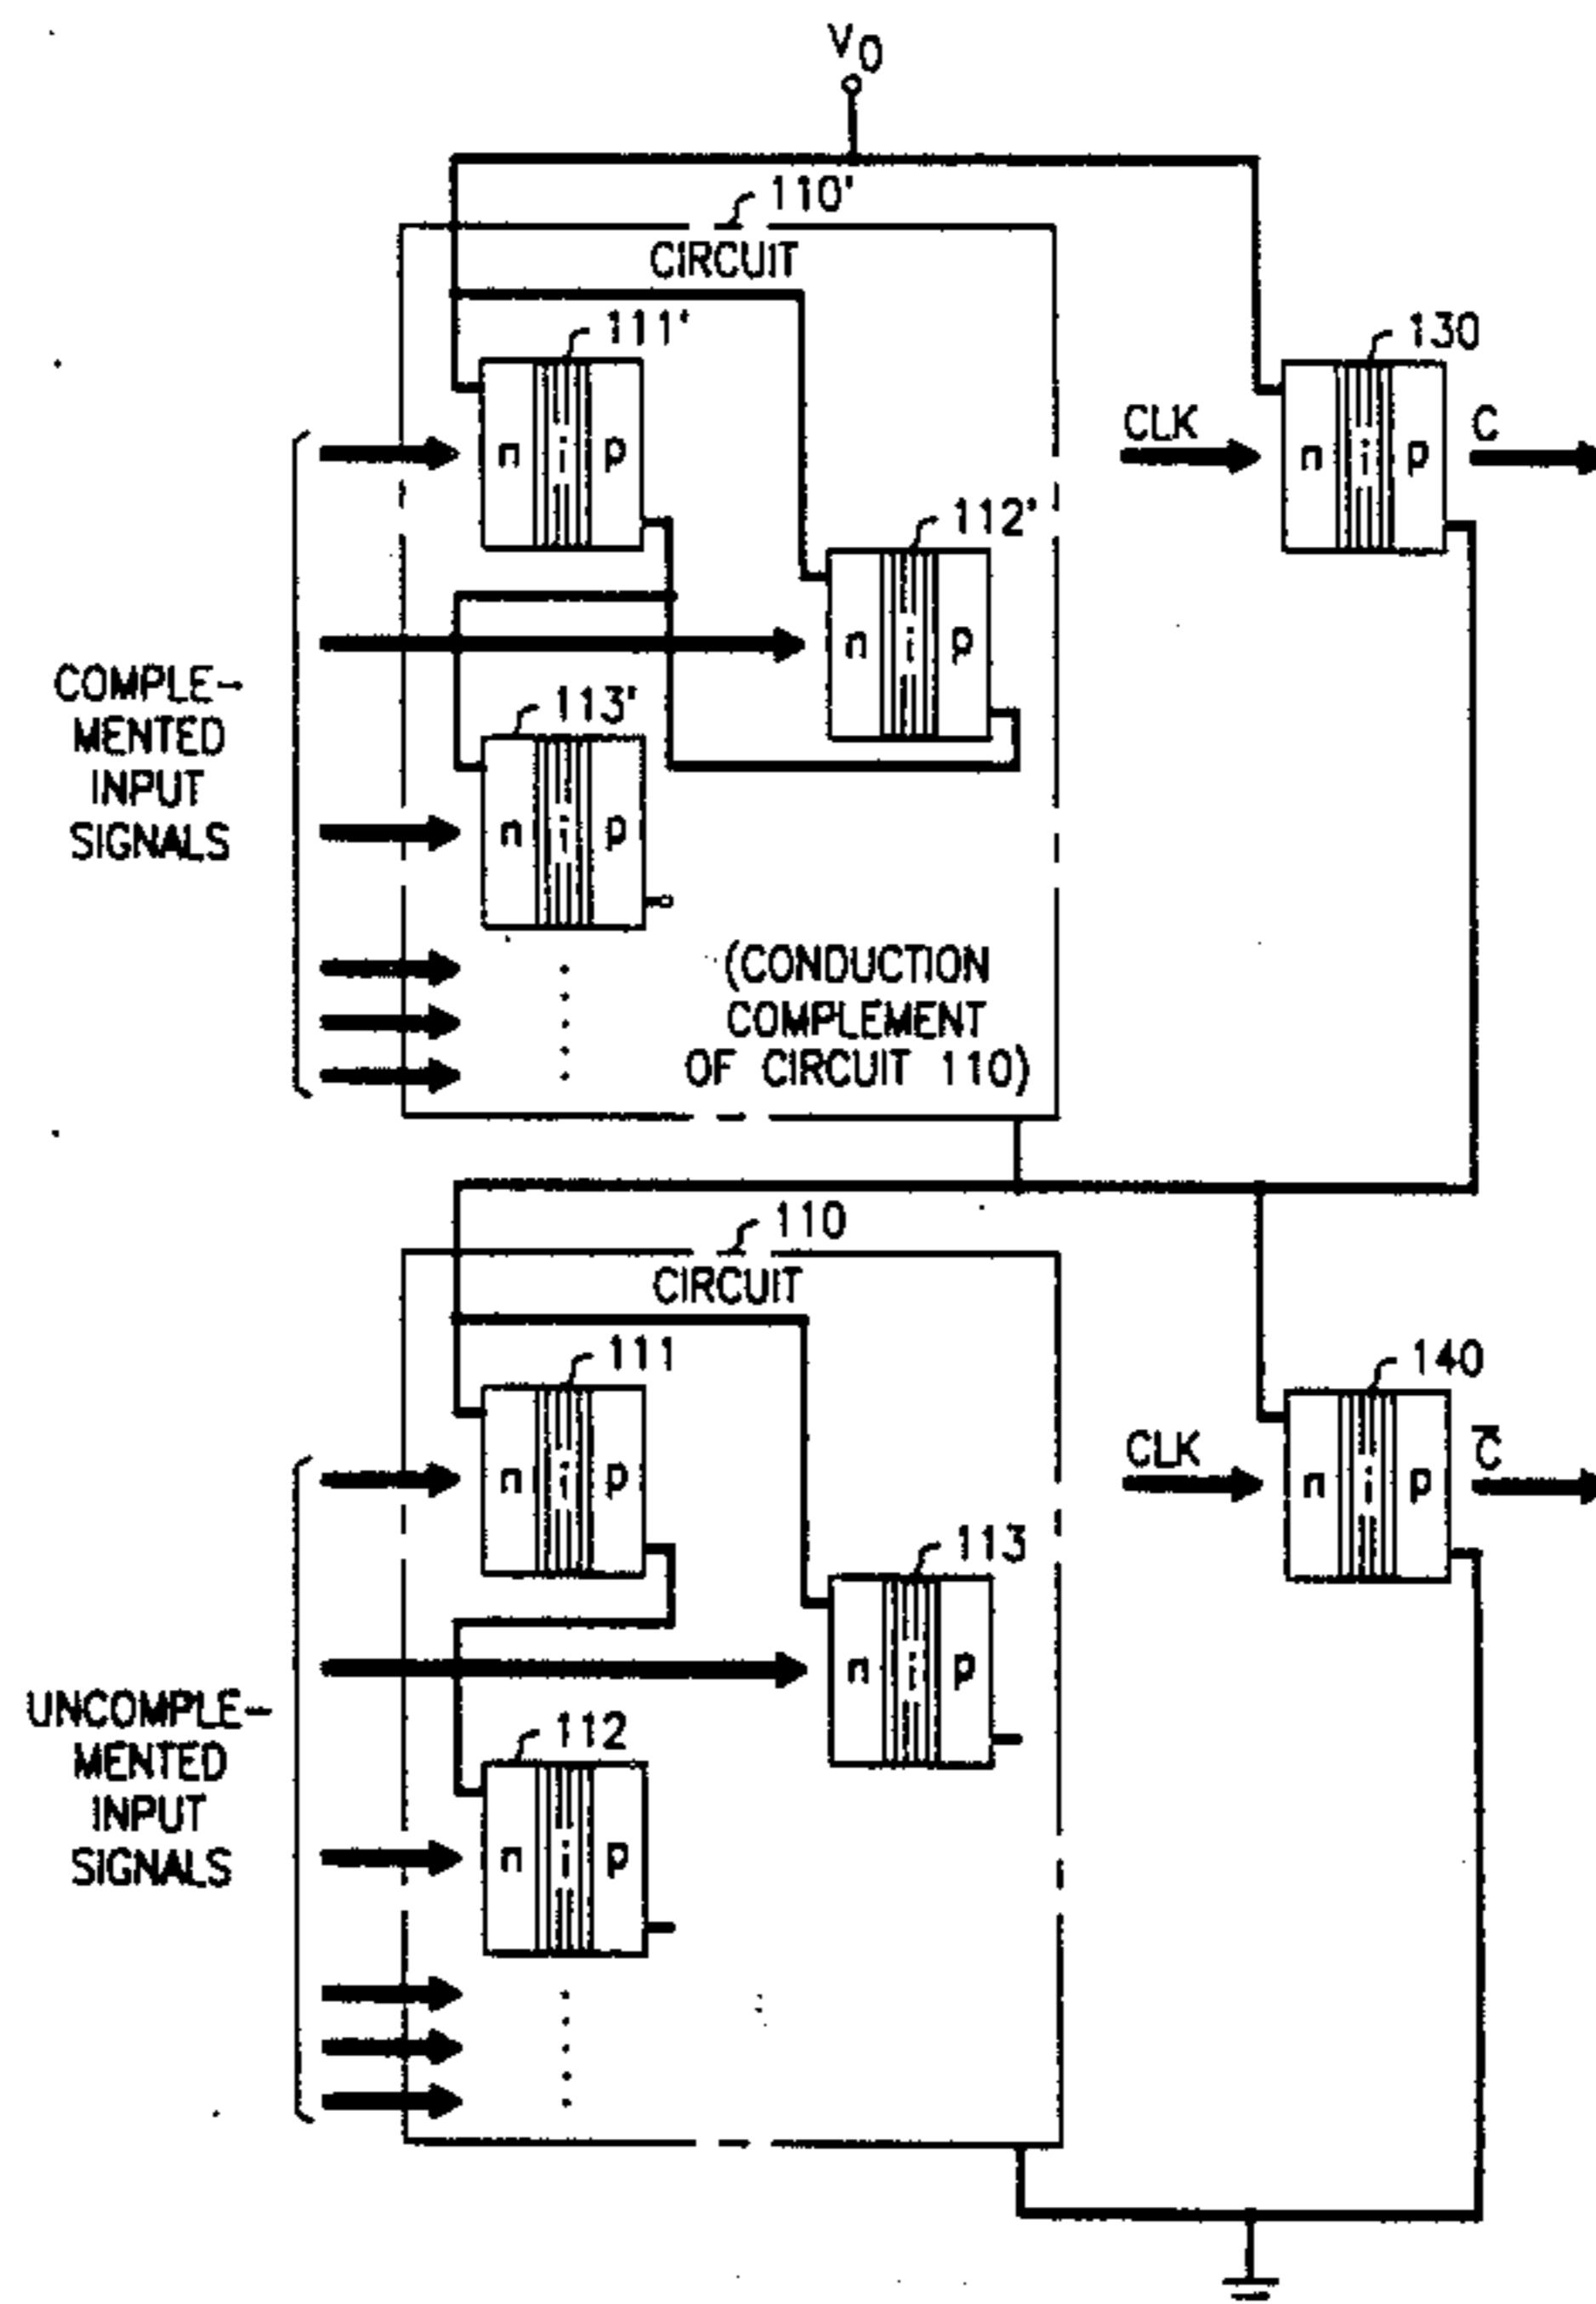 V0
110'
CIRCUIT
111'
130
n i p
CLK
n i p
C
112'
n i p
COMPLE-
MENTED
INPUT
SIGNALS
113'
n i p
(CONDUCTION
COMPLEMENT
OF CIRCUIT 110)
110
CIRCUIT
111
140
n i p
CLK
n i p
C̅
113
n i p
UNCOMPLE-
MENTED
INPUT
SIGNALS
112
n i p